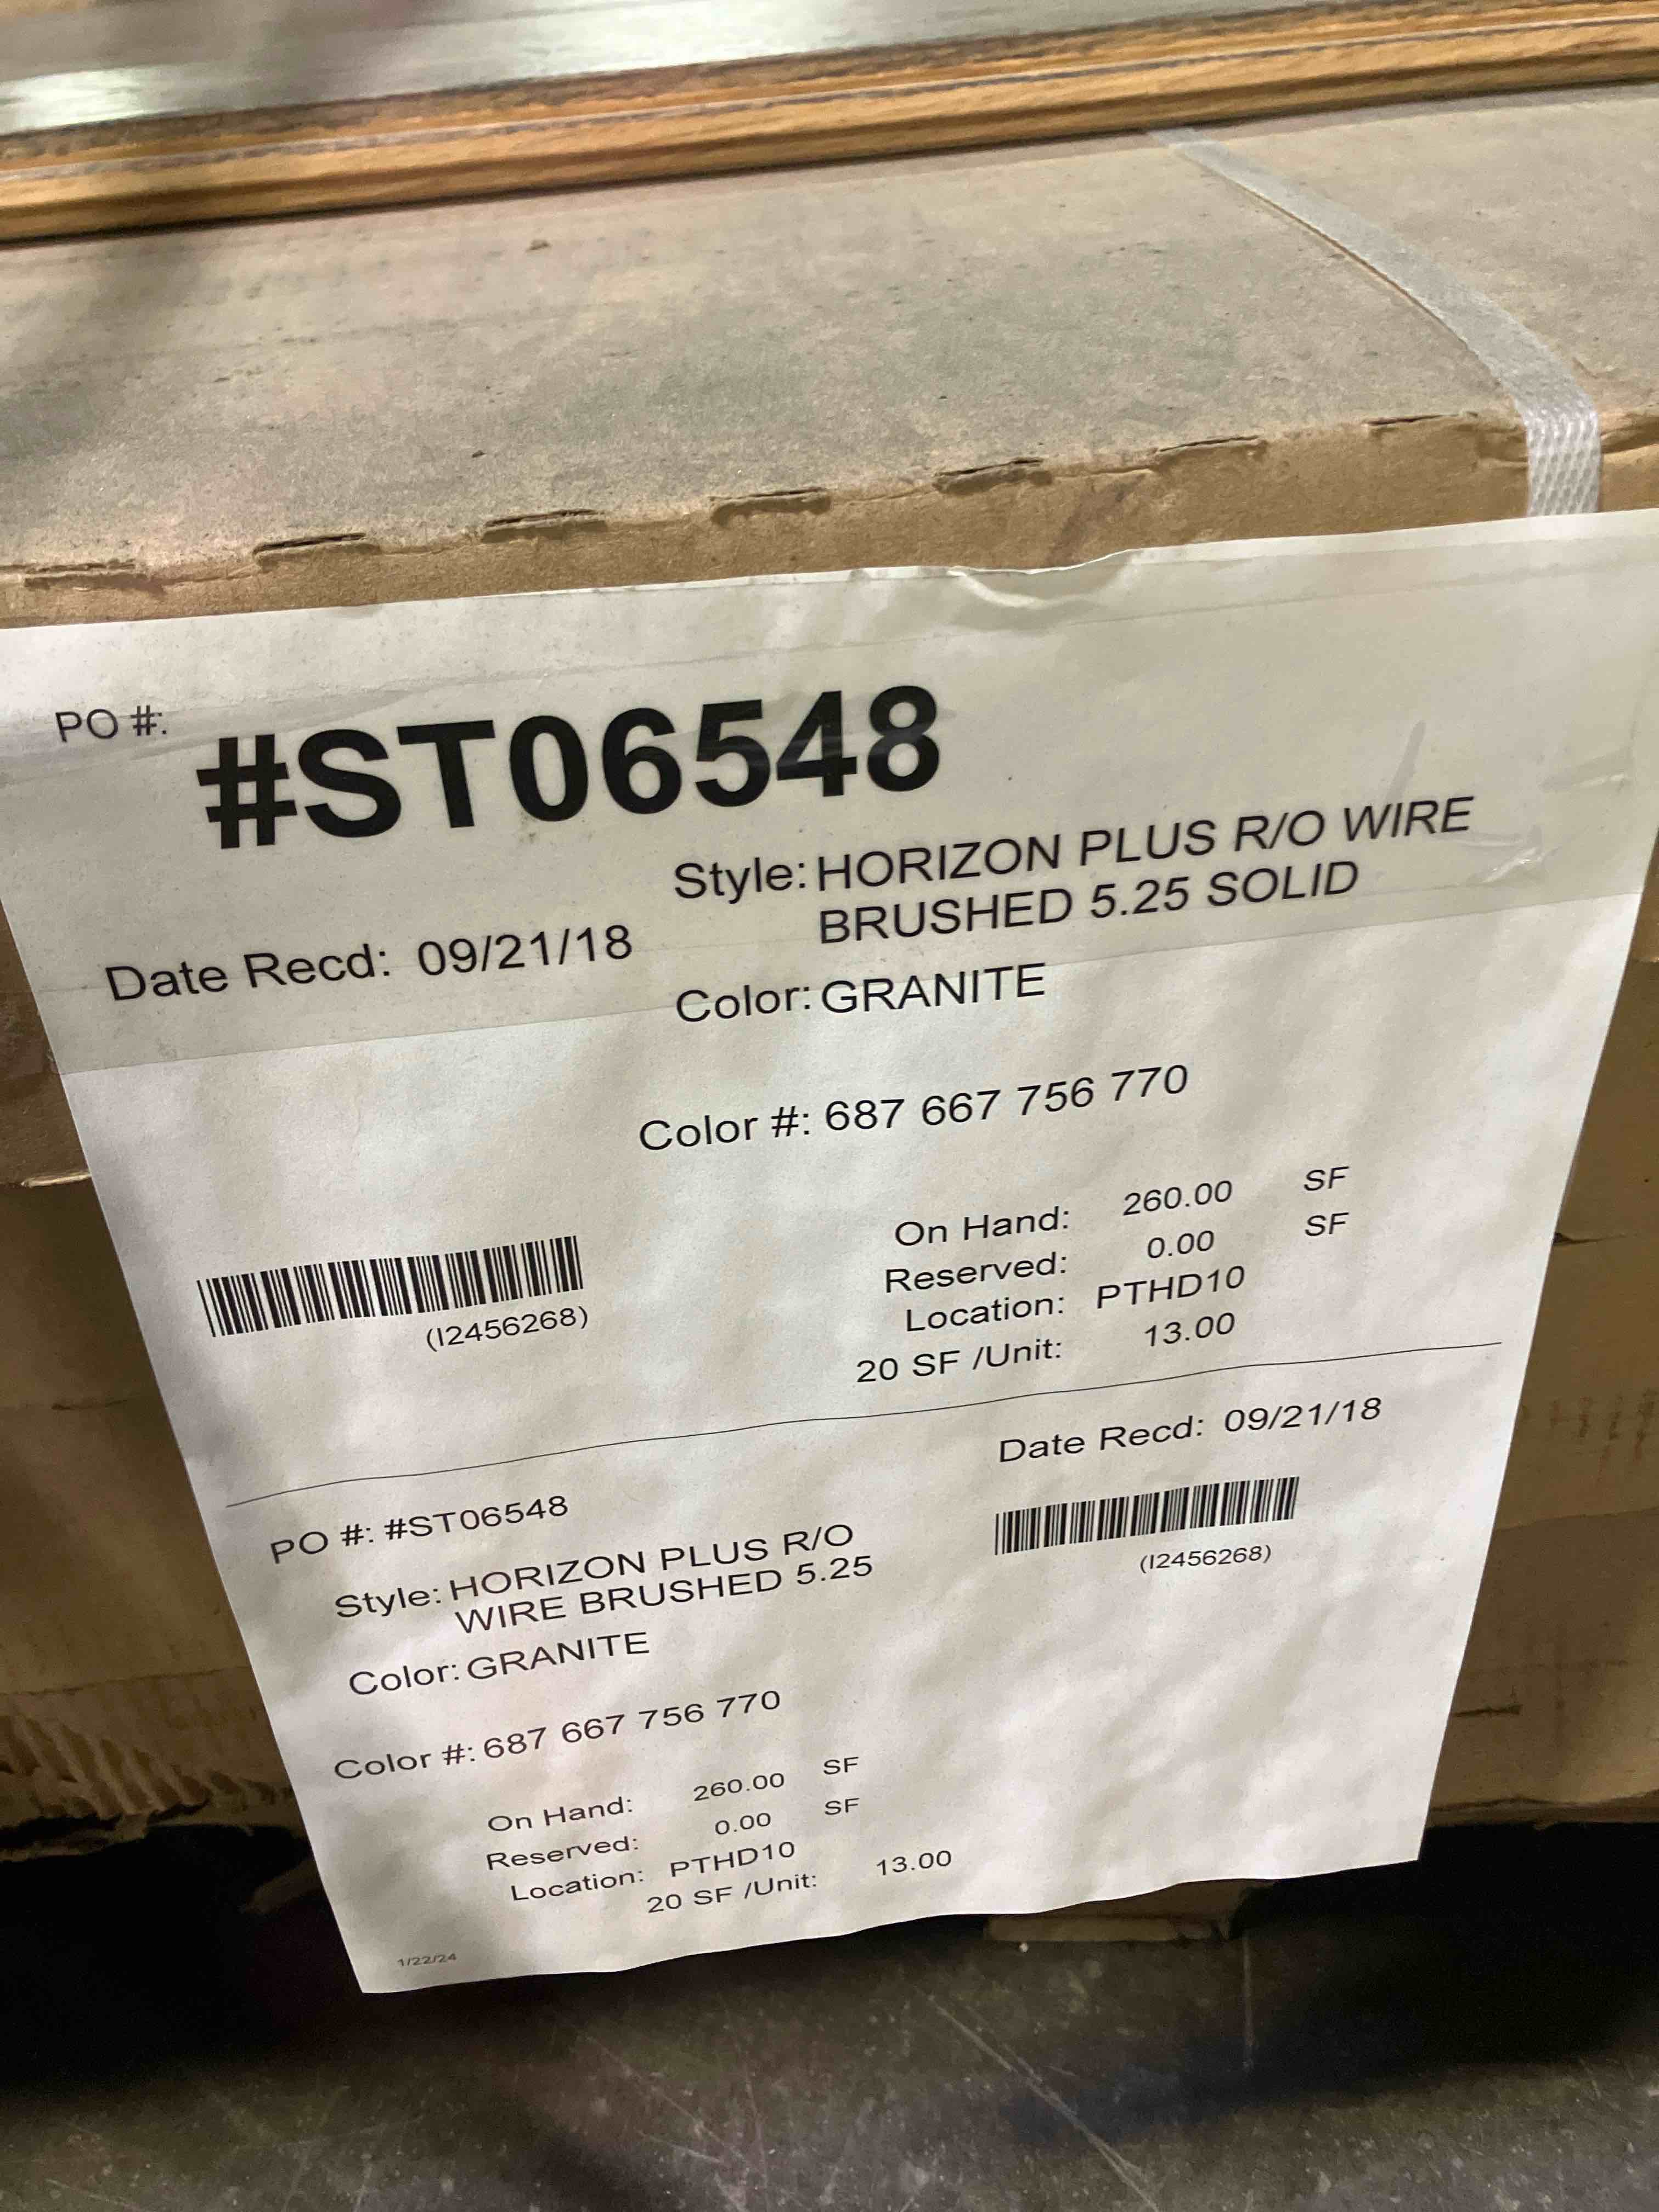 PO #:
#ST06548
Style: HORIZON PLUS R/O WIRE
BRUSHED 5.25 SOLID
Date Recd: 09/21/18
Color: GRANITE
Color #: 687 667 756 770
On Hand: 260.00 SF
Reserved: 0.00 SF
Location: PTHD10
20 SF /Unit: 13.00
(I2456268)
Date Recd: 09/21/18
PO #: #ST06548
(I2456268)
Style: HORIZON PLUS R/O
WIRE BRUSHED 5.25
Color: GRANITE
Color #: 687 667 756 770
On Hand: 260.00 SF
Reserved: 0.00 SF
Location: PTHD10
20 SF /Unit: 13.00
1/22/24